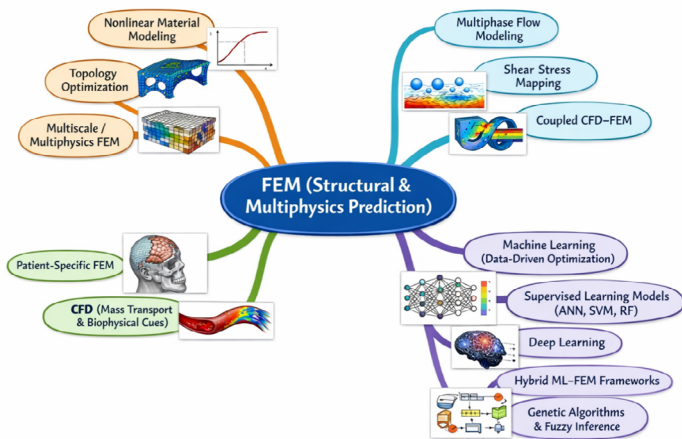 Nonlinear Material
Modeling
Topology
Optimization
Multiscale /
Multiphysics FEM
Multiphase Flow
Modeling
Shear Stress
Mapping
Coupled CFD–FEM
FEM (Structural &
Multiphysics Prediction)
Patient-Specific FEM
CFD (Mass Transport
& Biophysical Cues)
Machine Learning
(Data-Driven Optimization)
Supervised Learning Models
(ANN, SVM, RF)
Deep Learning
Hybrid ML–FEM Frameworks
Genetic Algorithms
& Fuzzy Inference